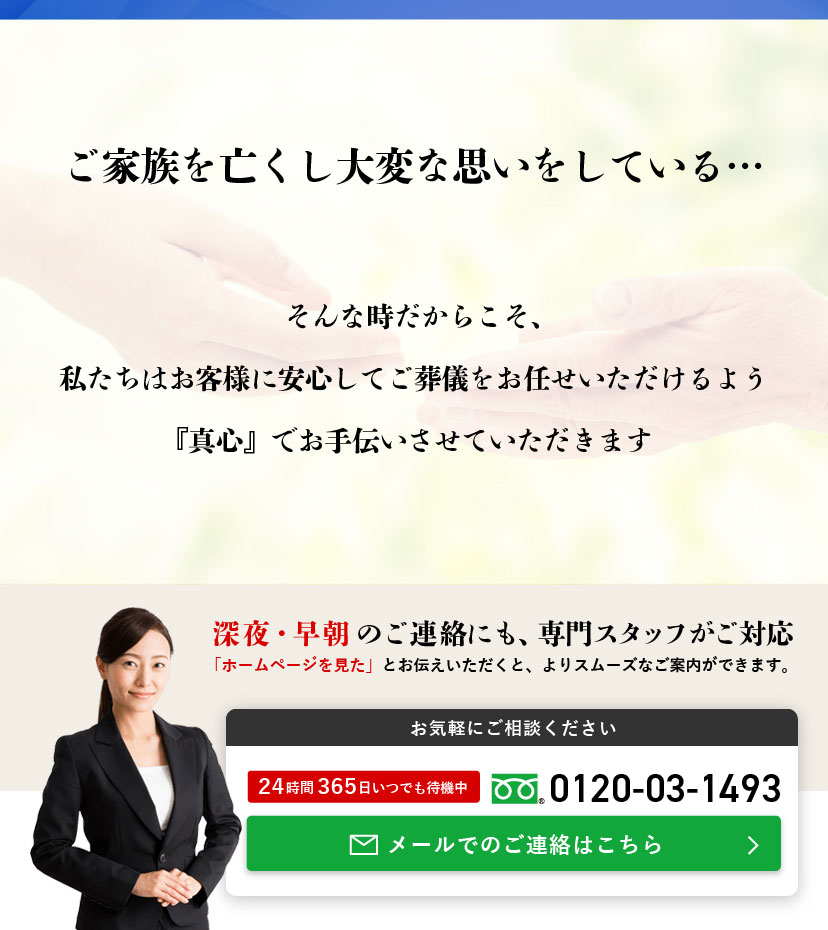 ご家族を亡くし大変な思いをしている…
そんな時だからこそ、
私たちはお客様に安心してご葬儀をお任せいただけるよう
『真心』でお手伝いさせていただきます
深夜・早朝のご連絡にも、専門スタッフがご対応
「ホームページを見た」とお伝えいただくと、よりスムーズなご案内ができます。
お気軽にご相談ください
24時間365日いつでも待機中 ® 0120-03-1493
メールでのご連絡はこちら